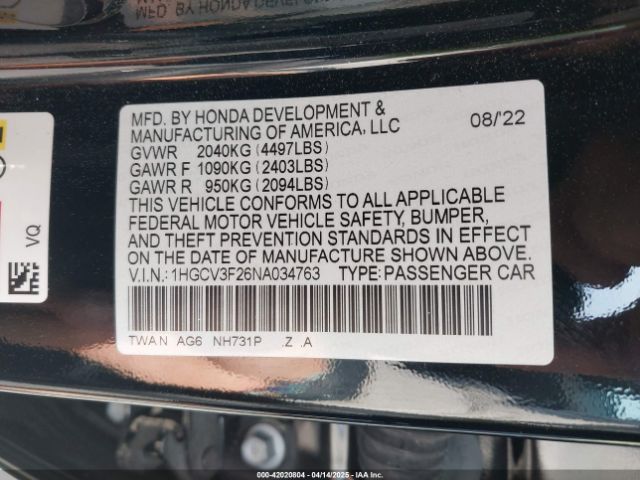 MFD. BY HONDA DEVELOPMENT &
MANUFACTURING OF AMERICA, LLC 08/'22
GVWR 2040KG (4497LBS)
GAWR F 1090KG (2403LBS)
GAWR R 950KG (2094LBS)
THIS VEHICLE CONFORMS TO ALL APPLICABLE
FEDERAL MOTOR VEHICLE SAFETY, BUMPER,
AND THEFT PREVENTION STANDARDS IN EFFECT
ON THE DATE OF MANUFACTURE SHOWN ABOVE.
V.I.N.: 1HGCV3F26NA034763 TYPE: PASSENGER CAR
TWAN AG6 NH731P .Z .A
VQ
000-42020804 | 04/14/2025 | IAA Inc.